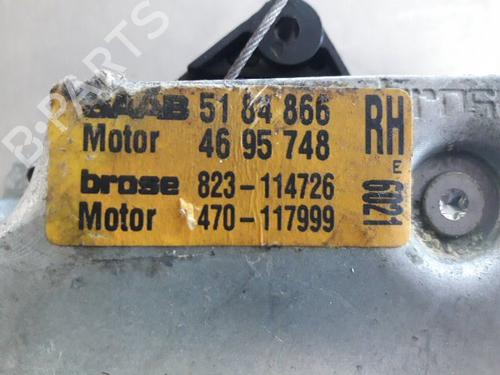 SAAB 51 84 866
Motor 46 95 748
brose 823-114726
Motor 470-117999
RH
E
6021
B-PARTS